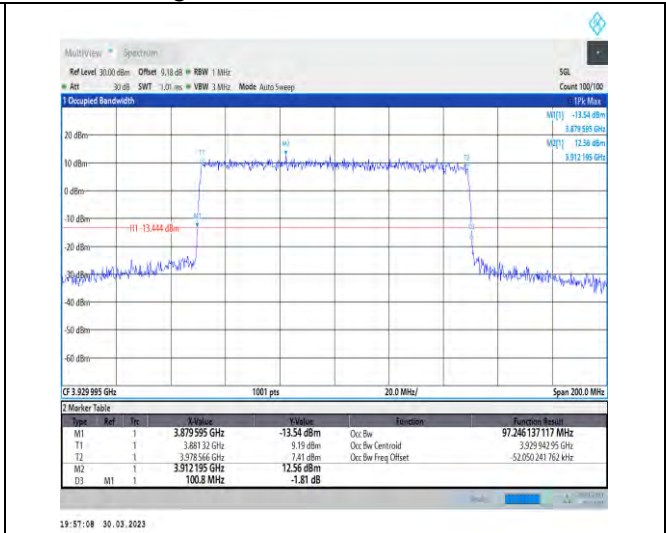 MultiView Spectrum
Ref Level 30.00 dBm Offset 9.18 dB RBW 1 MHz SGL
Att 30 dB SWT 1.01 ms VBW 3 MHz Mode Auto Sweep Count 100/100
1 Occupied Bandwidth 1Pk Max
M1[1] -13.54 dBm
3.879 595 GHz
M2[1] 12.56 dBm
3.912 195 GHz
20 dBm
M2
T1
T2
10 dBm
0 dBm
-10 dBm
M1
H1 -13.444 dBm
D3
-20 dBm
-30 dBm
-40 dBm
-50 dBm
-60 dBm
CF 3.929 995 GHz 1001 pts 20.0 MHz/ Span 200.0 MHz
2 Marker Table
Type Ref Trc X-Value Y-Value Function Function Result
M1 1 3.879 595 GHz -13.54 dBm Occ Bw 97.246 137 117 MHz
T1 1 3.881 32 GHz 9.19 dBm Occ Bw Centroid 3.929 942 95 GHz
T2 1 3.978 566 GHz 7.41 dBm Occ Bw Freq Offset -52.050 241 762 kHz
M2 1 3.912 195 GHz 12.56 dBm
D3 M1 1 100.8 MHz -1.81 dB
19:57:08 30.03.2023